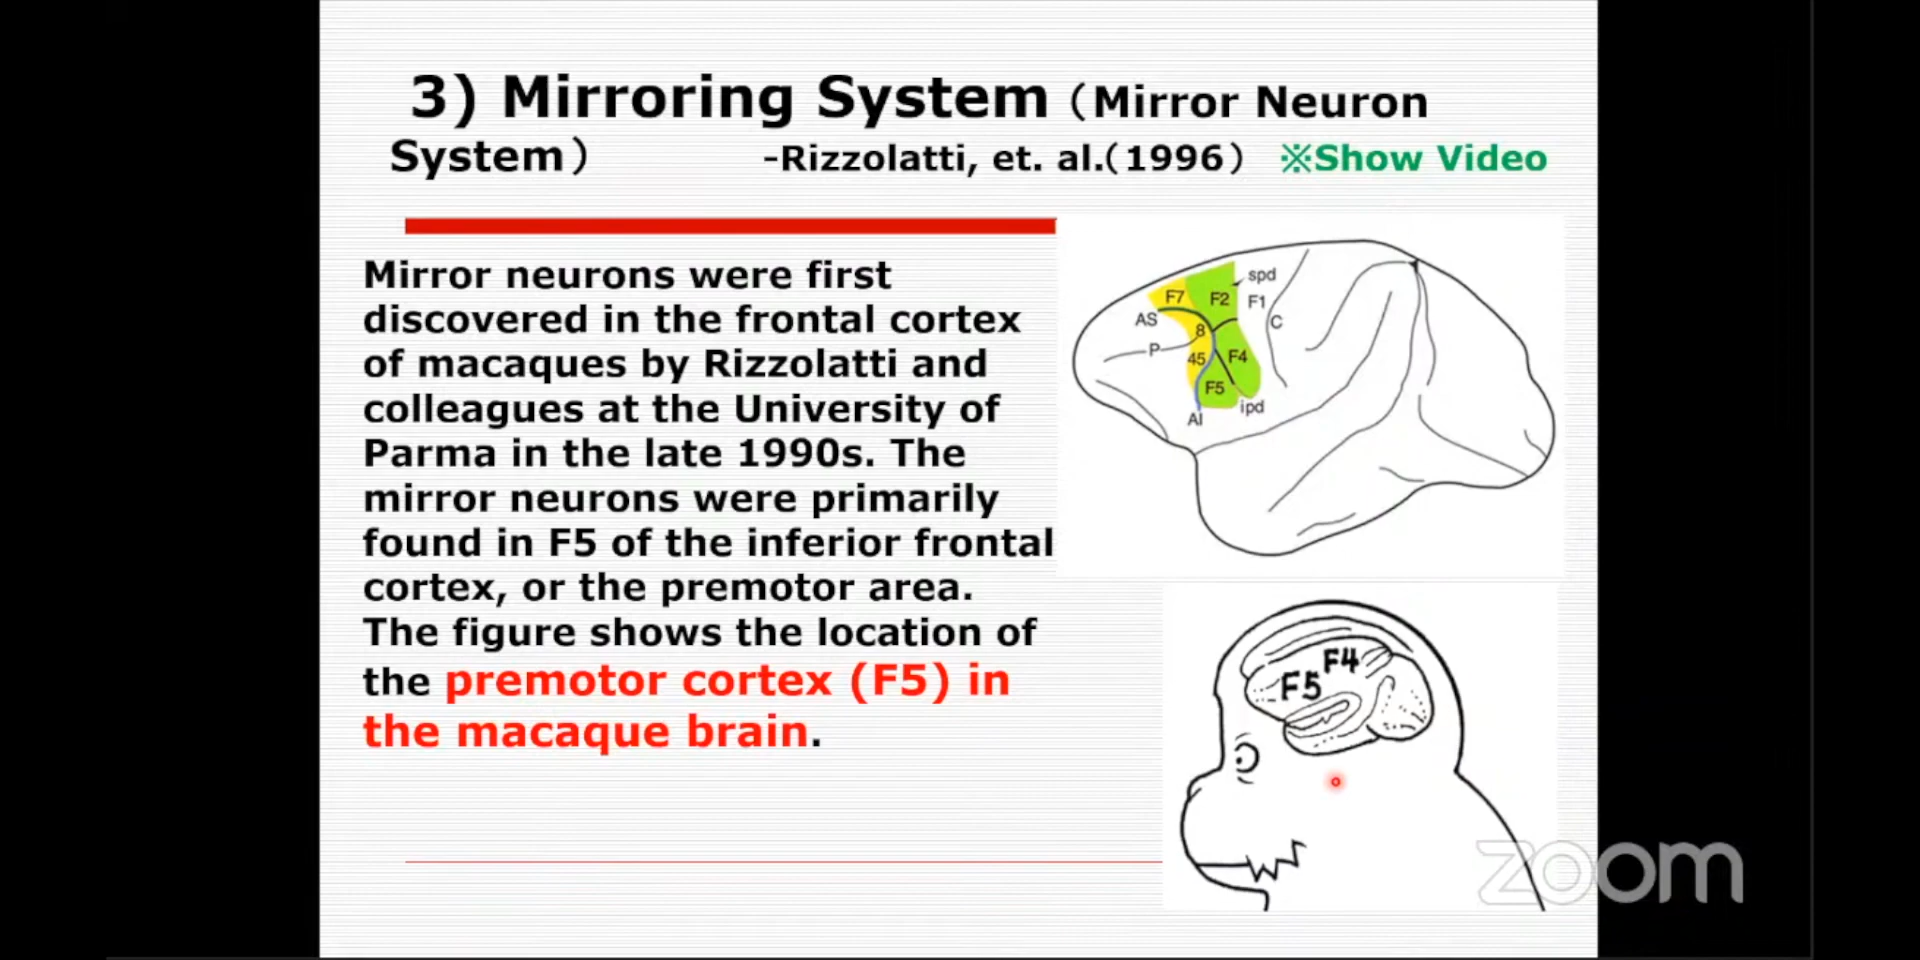 3) Mirroring System（Mirror Neuron
System） -Rizzolatti, et. al.(1996） ※Show Video
Mirror neurons were first
discovered in the frontal cortex
of macaques by Rizzolatti and
colleagues at the University of
Parma in the late 1990s. The
mirror neurons were primarily
found in F5 of the inferior frontal
cortex, or the premotor area.
The figure shows the location of
the premotor cortex (F5) in
the macaque brain.
spd
F7 F2 F1
AS C
8
P 45 F4
F5
ipd
AI
F4
F5
zoom